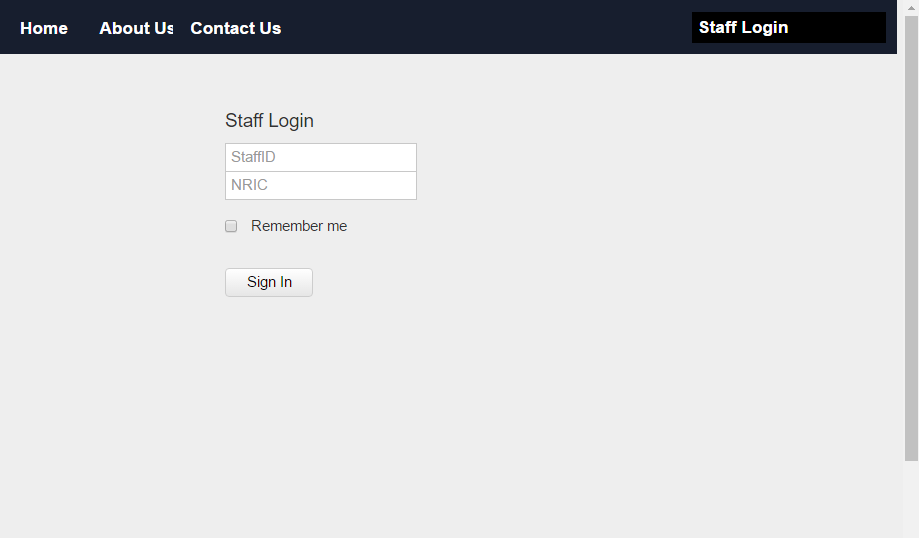 Home About Us Contact Us Staff Login
Staff Login
StaffID
NRIC
Remember me
Sign In